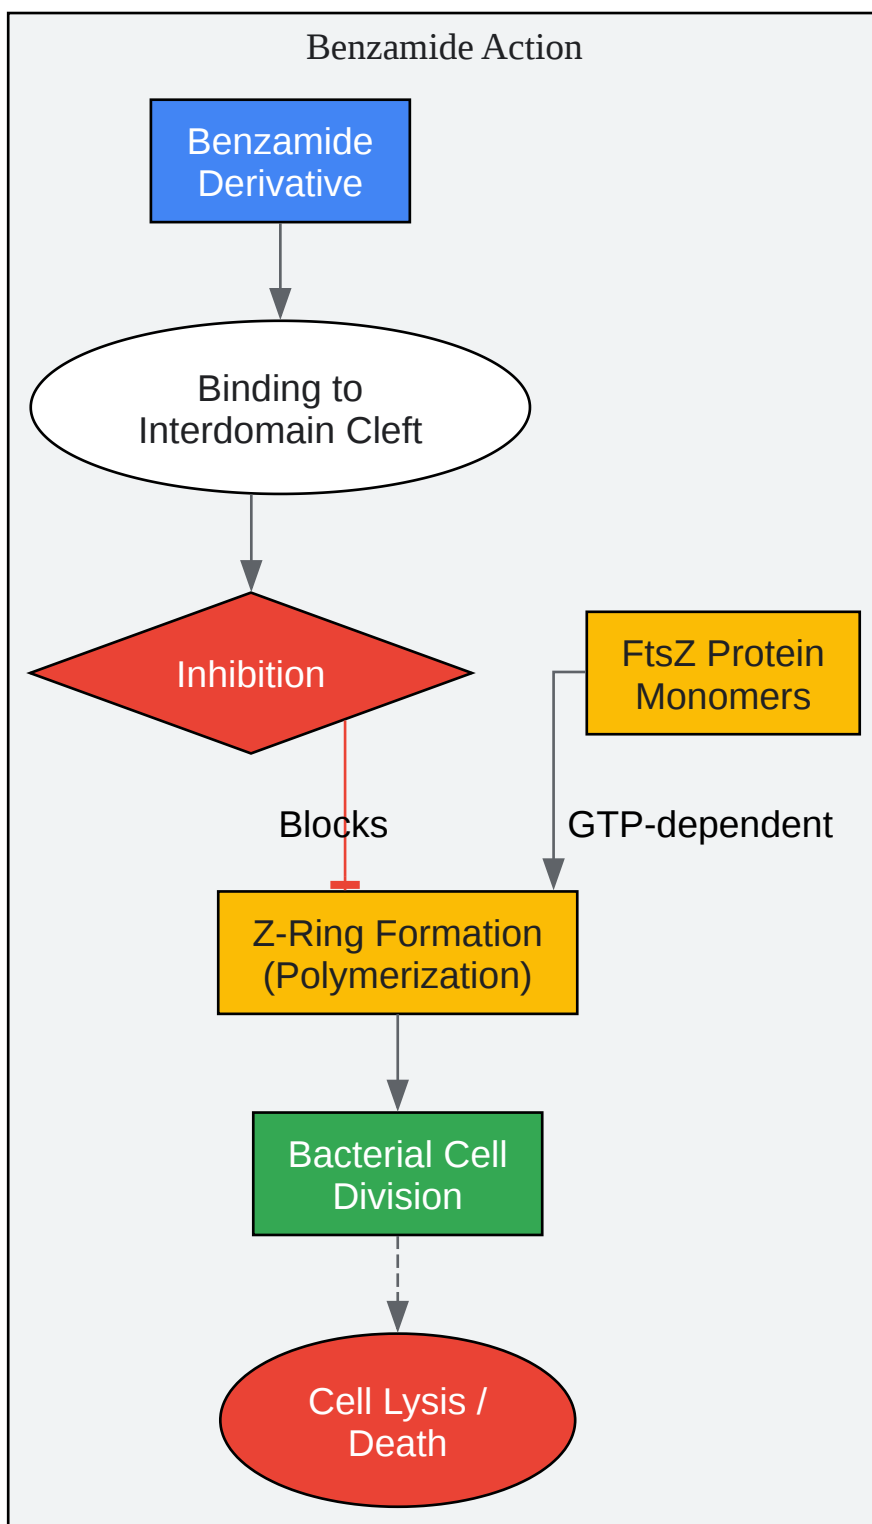 Benzamide Action
Benzamide
Derivative
Binding to
Interdomain Cleft
Inhibition
FtsZ Protein
Monomers
Blocks
GTP-dependent
Z-Ring Formation
(Polymerization)
Bacterial Cell
Division
Cell Lysis /
Death